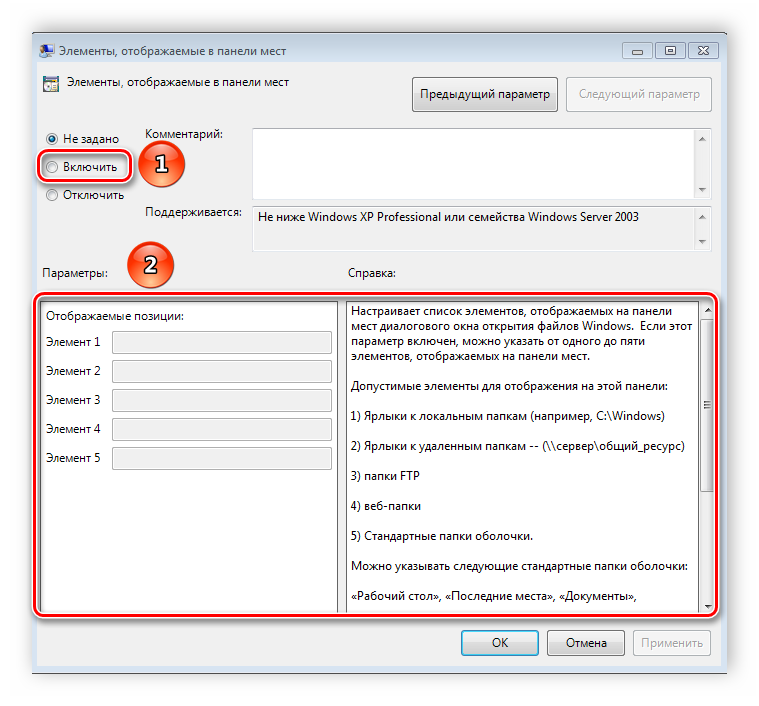 Элементы, отображаемые в панели мест
Элементы, отображаемые в панели мест
Предыдущий параметр
Следующий параметр
Не задано
Комментарий:
1
Включить
Отключить
Поддерживается:
Не ниже Windows XP Professional или семейства Windows Server 2003
2
Параметры:
Справка:
Отображаемые позиции:
Элемент 1
Элемент 2
Элемент 3
Элемент 4
Элемент 5
Настраивает список элементов, отображаемых на панели
мест диалогового окна открытия файлов Windows. Если этот
параметр включен, можно указать от одного до пяти
элементов, отображаемых на панели мест.
Допустимые элементы для отображения на этой панели:
1) Ярлыки к локальным папкам (например, C:\Windows)
2) Ярлыки к удаленным папкам -- (\\сервер\общий_ресурс)
3) папки FTP
4) веб-папки
5) Стандартные папки оболочки.
Можно указывать следующие стандартные папки оболочки:
«Рабочий стол», «Последние места», «Документы»,
ОК
Отмена
Применить